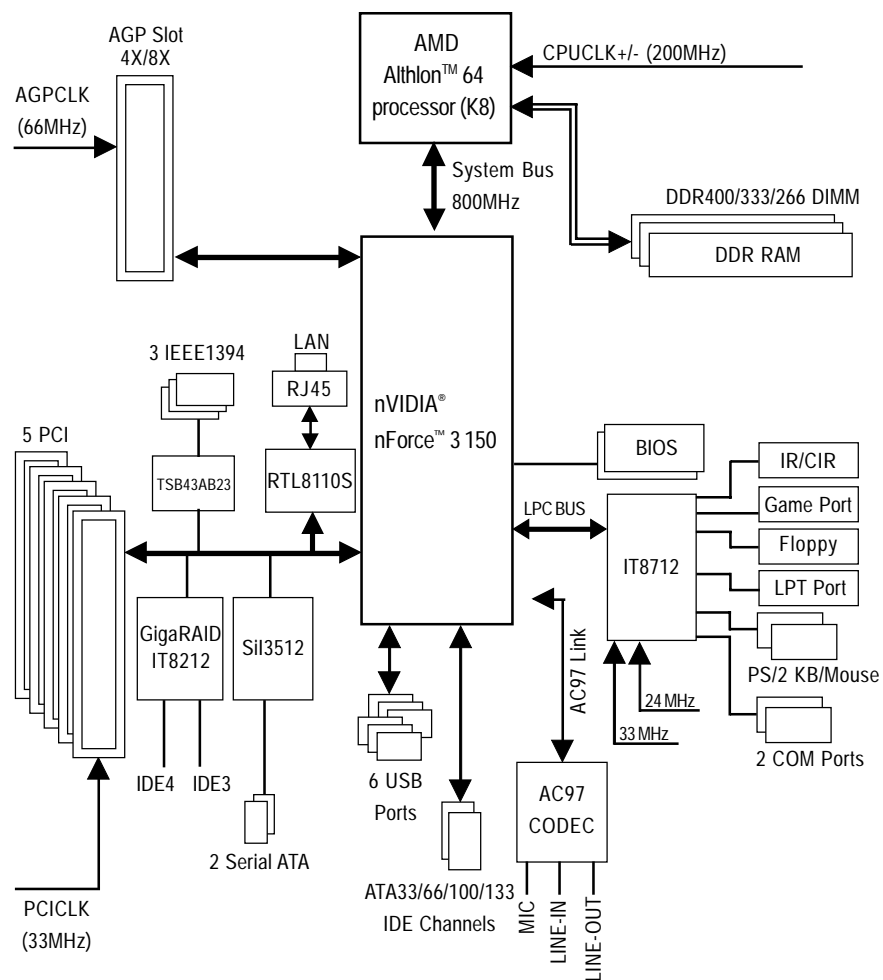 AGP Slot
4X/8X
AMD
Althlon™ 64
processor (K8)
CPUCLK+/- (200MHz)
AGPCLK
(66MHz)
System Bus
800MHz
DDR400/333/266 DIMM
DDR RAM
3 IEEE1394
LAN
RJ45
nVIDIA®
nForce™ 3 150
5 PCI
TSB43AB23
RTL8110S
BIOS
IR/CIR
Game Port
Floppy
LPT Port
LPC BUS
IT8712
GigaRAID
IT8212
SiI3512
AC97 Link
PS/2 KB/Mouse
24 MHz
33 MHz
2 COM Ports
IDE4
IDE3
6 USB
Ports
AC97
CODEC
2 Serial ATA
ATA33/66/100/133
IDE Channels
MIC
LINE-IN
LINE-OUT
PCICLK
(33MHz)